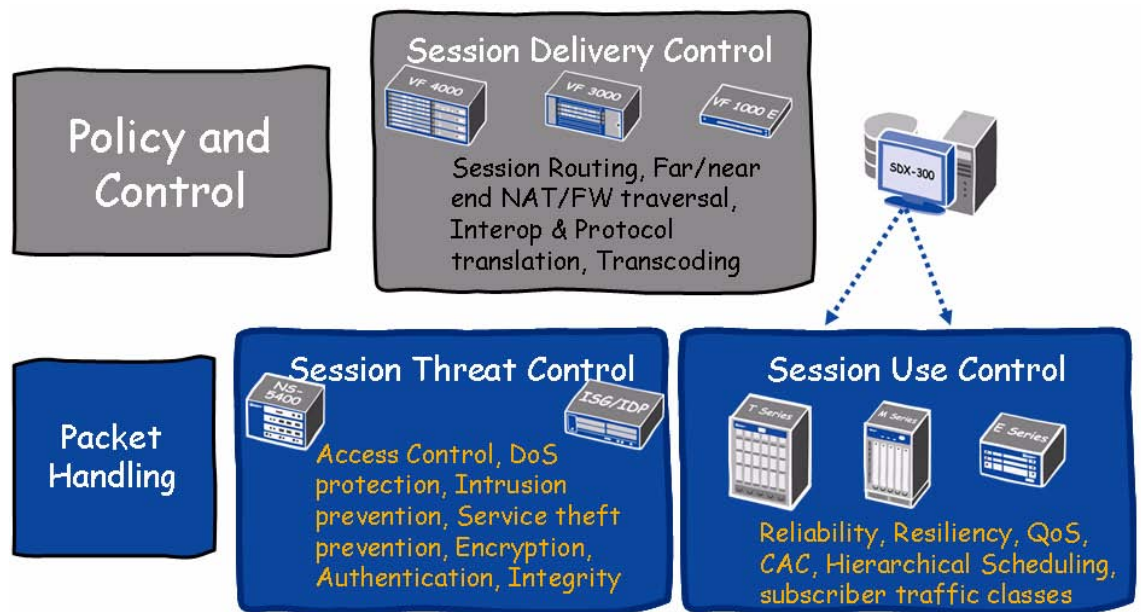 Policy and
Control
Session Delivery Control
VF 4000
VF 3000
VF 1000 E
Session Routing, Far/near
end NAT/FW traversal,
Interop & Protocol
translation, Transcoding
SDX-300
Packet
Handling
Session Threat Control
NS-
5400
ISG/IDP
Access Control, DoS
protection, Intrusion
prevention, Service theft
prevention, Encryption,
Authentication, Integrity
Session Use Control
T Series
M Series
E Series
Reliability, Resiliency, QoS,
CAC, Hierarchical Scheduling,
subscriber traffic classes